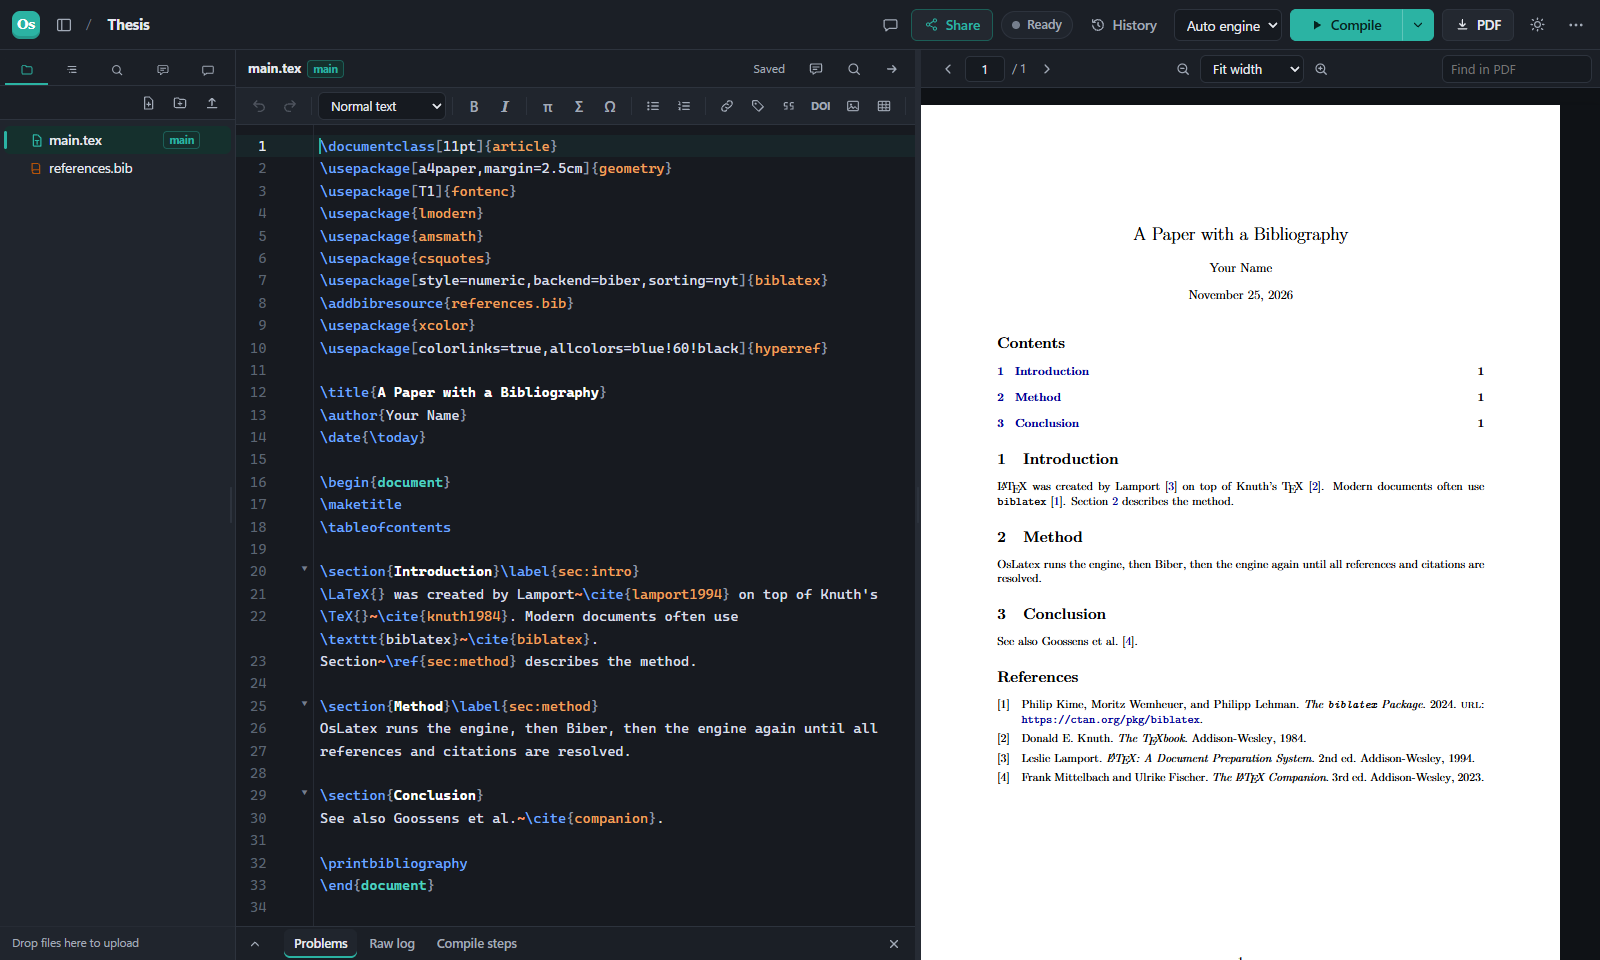 Os / Thesis Share Ready History Auto engine Compile PDF
main.tex main Saved 1 / 1 Fit width Find in PDF
Normal text B I π Σ Ω DOI
main.tex main
references.bib
Drop files here to upload
1 \documentclass[11pt]{article}
2 \usepackage[a4paper,margin=2.5cm]{geometry}
3 \usepackage[T1]{fontenc}
4 \usepackage{lmodern}
5 \usepackage{amsmath}
6 \usepackage{csquotes}
7 \usepackage[style=numeric,backend=biber,sorting=nyt]{biblatex}
8 \addbibresource{references.bib}
9 \usepackage{xcolor}
10 \usepackage[colorlinks=true,allcolors=blue!60!black]{hyperref}
11
12 \title{A Paper with a Bibliography}
13 \author{Your Name}
14 \date{\today}
15
16 \begin{document}
17 \maketitle
18 \tableofcontents
19
20 \section{Introduction}\label{sec:intro}
21 \LaTeX{} was created by Lamport~\cite{lamport1994} on top of Knuth's
22 \TeX{}~\cite{knuth1984}. Modern documents often use
\texttt{biblatex}~\cite{biblatex}.
23 Section~\ref{sec:method} describes the method.
24
25 \section{Method}\label{sec:method}
26 OsLatex runs the engine, then Biber, then the engine again until all
27 references and citations are resolved.
28
29 \section{Conclusion}
30 See also Goossens et al.~\cite{companion}.
31
32 \printbibliography
33 \end{document}
34
Problems Raw log Compile steps
A Paper with a Bibliography
Your Name
November 25, 2026
Contents
1 Introduction 1
2 Method 1
3 Conclusion 1
1 Introduction
LaTeX was created by Lamport [3] on top of Knuth's TeX [2]. Modern documents often use
biblatex [1]. Section 2 describes the method.
2 Method
OsLatex runs the engine, then Biber, then the engine again until all references and citations are
resolved.
3 Conclusion
See also Goossens et al. [4].
References
[1] Philip Kime, Moritz Wemheuer, and Philipp Lehman. The biblatex Package. 2024. URL:
https://ctan.org/pkg/biblatex.
[2] Donald E. Knuth. The TeXbook. Addison-Wesley, 1984.
[3] Leslie Lamport. LaTeX: A Document Preparation System. 2nd ed. Addison-Wesley, 1994.
[4] Frank Mittelbach and Ulrike Fischer. The LaTeX Companion. 3rd ed. Addison-Wesley, 2023.